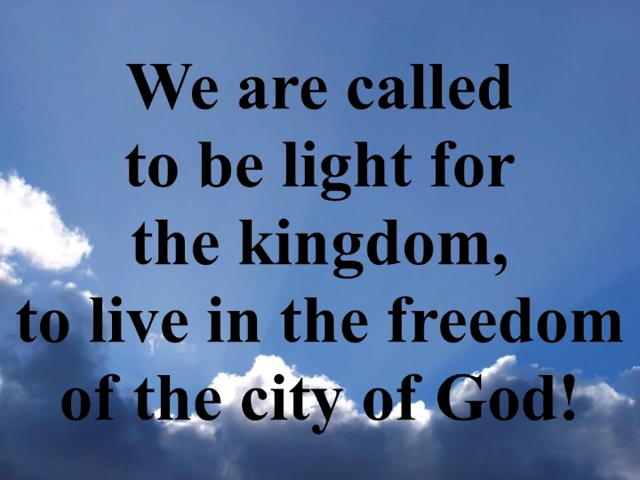 We are called
to be light for
the kingdom,
to live in the freedom
of the city of God!